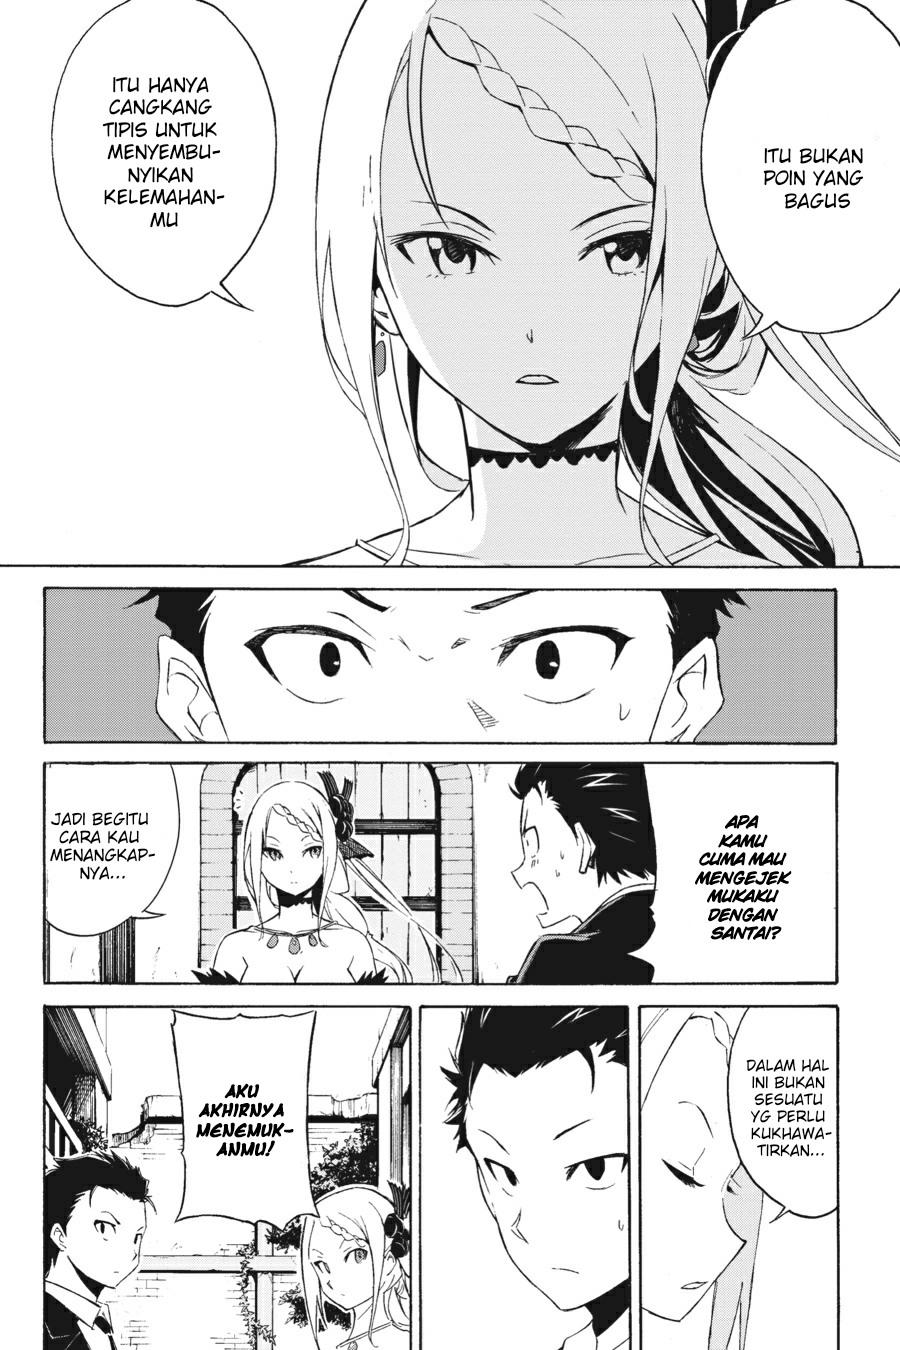 ITU BUKAN
POIN YANG
BAGUS
ITU HANYA
CANGKANG
TIPIS UNTUK
MENYEMBU-
NYIKAN
KELEMAHAN-
MU
APA
KAMU
CUMA MAU
MENGEJEK
MUKAKU
DENGAN
SANTAI?
JADI BEGITU
CARA KAU
MENANGKAP-
NYA...
DALAM HAL
INI BUKAN
SESUATU
YG PERLU
KUKHAWA-
TIRKAN...
AKU
AKHIRNYA
MENEMUK-
ANMU!